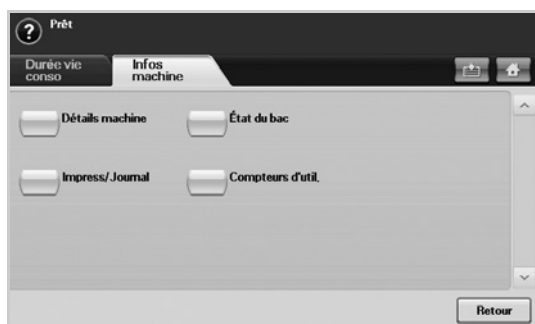 ? Prêt
Durée vie
conso
Infos
machine
Détails machine
État du bac
Impress/Journal
Compteurs d'util.
Retour